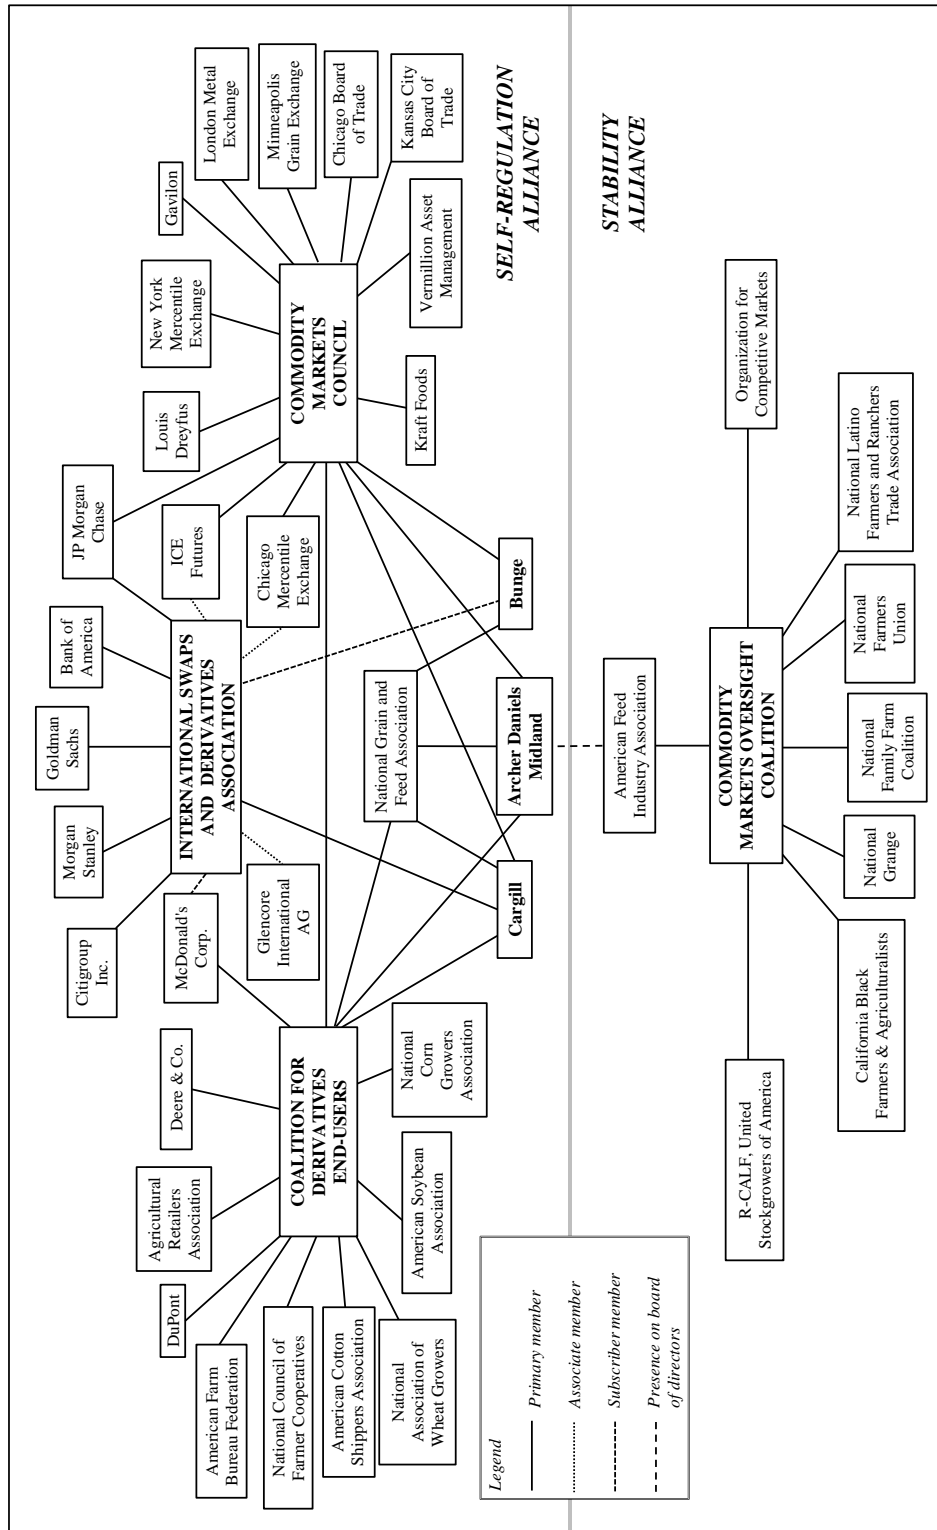 Citigroup
Inc.
Morgan
Stanley
Goldman
Sachs
Bank of
America
JP Morgan
Chase
DuPont
Agricultural
Retailers
Association
Deere & Co.
McDonald's
Corp.
ICE
Futures
Louis
Dreyfus
New York
Mercentile
Exchange
Gavilon
London Metal
Exchange
Minneapolis
Grain Exchange
Chicago Board
of Trade
Kansas City
Board of
Trade
INTERNATIONAL SWAPS
AND DERIVATIVES
ASSOCIATION
Glencore
International
AG
Chicago
Mercentile
Exchange
American Farm
Bureau Federation
National Council of
Farmer Cooperatives
American Cotton
Shippers Association
National
Association of
Wheat Growers
COALITION FOR
DERIVATIVES
END-USERS
COMMODITY
MARKETS
COUNCIL
American Soybean
Association
National
Corn
Growers
Association
National Grain and
Feed Association
Kraft Foods
Vermillion Asset
Management
Cargill
Archer Daniels
Midland
Bunge
SELF-REGULATION
ALLIANCE
STABILITY
ALLIANCE
Legend
Primary member
Associate member
Subscriber member
Presence on board
of directors
American Feed
Industry Association
R-CALF, United
Stockgrowers of America
COMMODITY
MARKETS OVERSIGHT
COALITION
Organization for
Competitive Markets
California Black
Farmers & Agriculturalists
National
Grange
National
Family Farm
Coalition
National
Farmers
Union
National Latino
Farmers and Ranchers
Trade Association